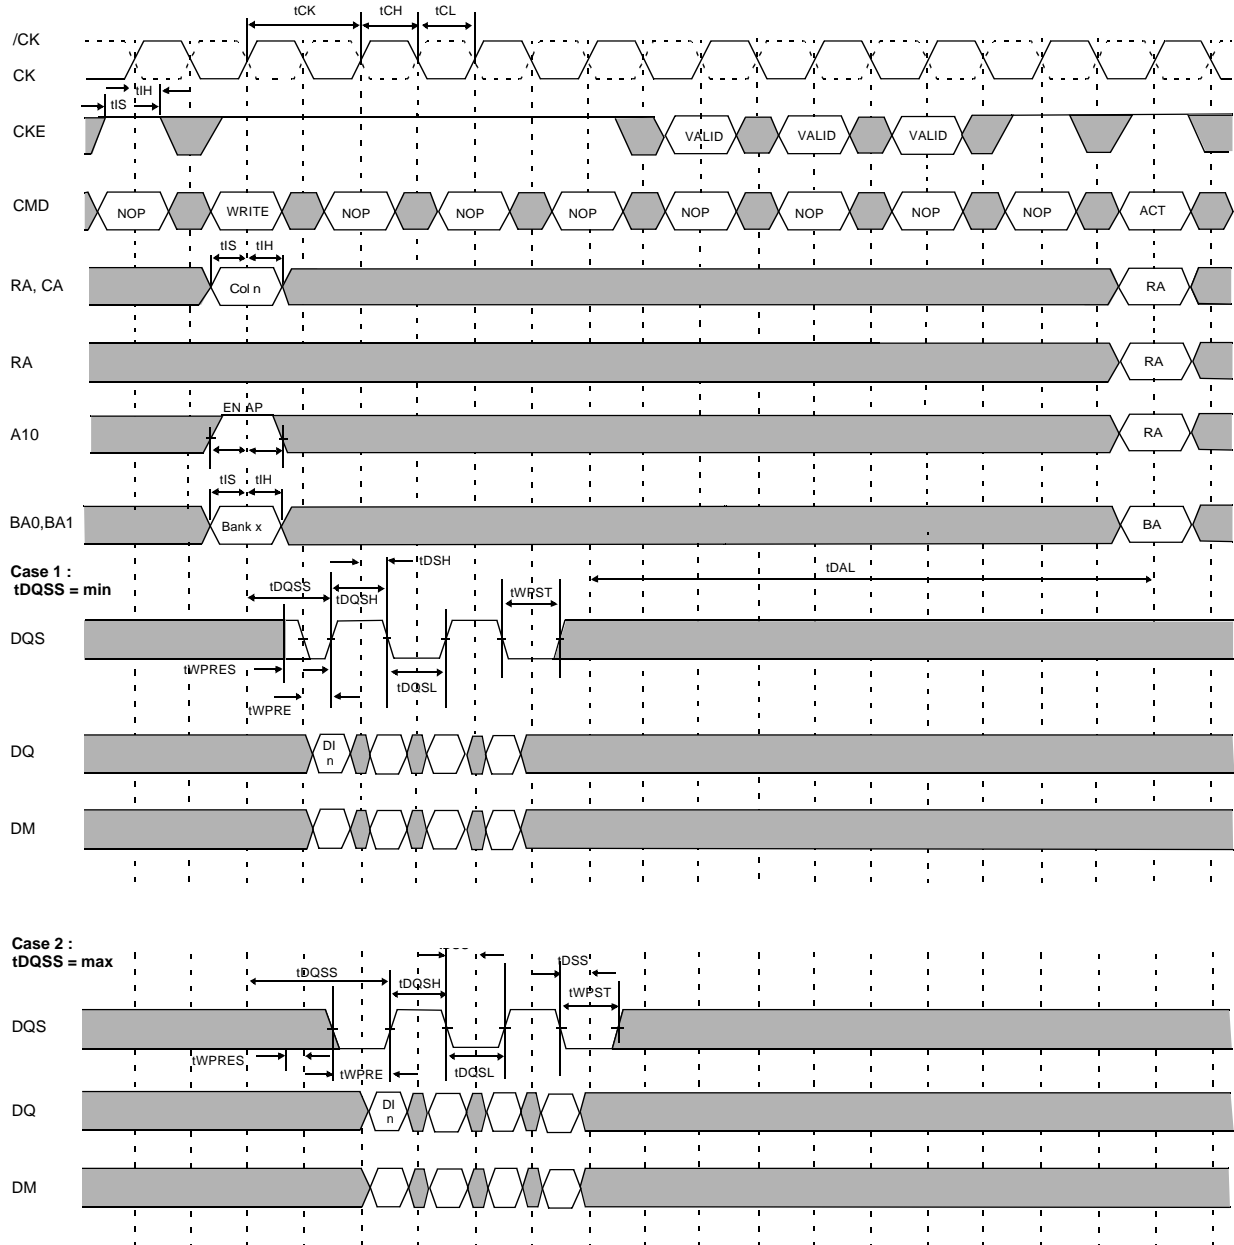 tCK tCH tCL
/CK
CK
tIH
tIS
CKE VALID VALID VALID
CMD NOP WRITE NOP NOP NOP NOP NOP NOP NOP ACT
tIS tIH
RA, CA Col n RA
RA RA
EN AP
A10 RA
tIS tIH
BA0,BA1 Bank x BA
Case 1 :
tDQSS = min
tDSH tDAL
tDQSS tDQSH tWPST
DQS
tWPRES tDQSL
tWPRE
DQ DI
n
DM
Case 2 :
tDQSS = max
tDQSS tDQSH tDSS
tWPST
DQS
tWPRES tWPRE tDQSL
DQ DI
n
DM